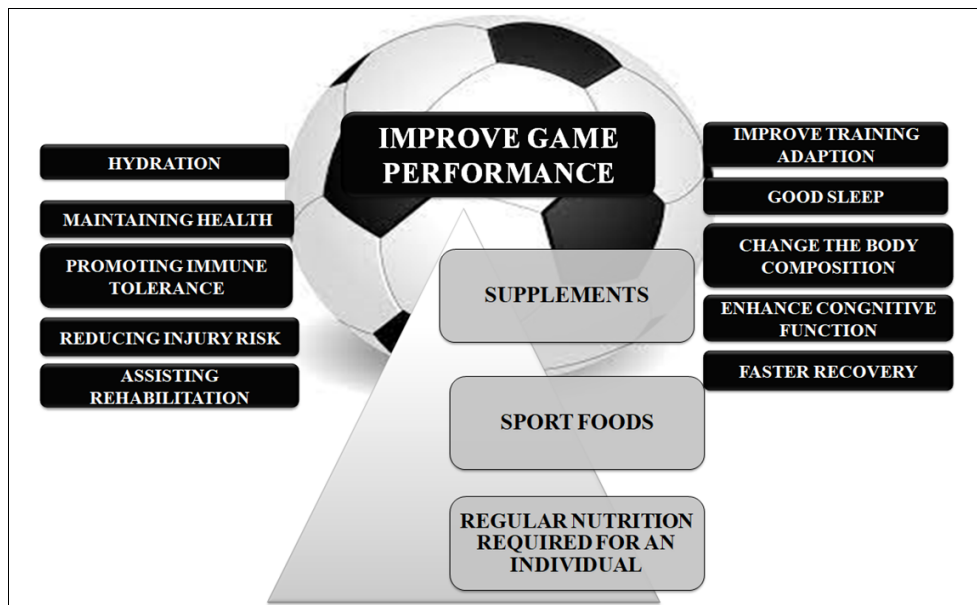 IMPROVE GAME
PERFORMANCE
HYDRATION
MAINTAINING HEALTH
PROMOTING IMMUNE
TOLERANCE
REDUCING INJURY RISK
ASSISTING
REHABILITATION
IMPROVE TRAINING
ADAPTION
GOOD SLEEP
CHANGE THE BODY
COMPOSITION
ENHANCE CONGNITIVE
FUNCTION
FASTER RECOVERY
SUPPLEMENTS
SPORT FOODS
REGULAR NUTRITION
REQUIRED FOR AN
INDIVIDUAL